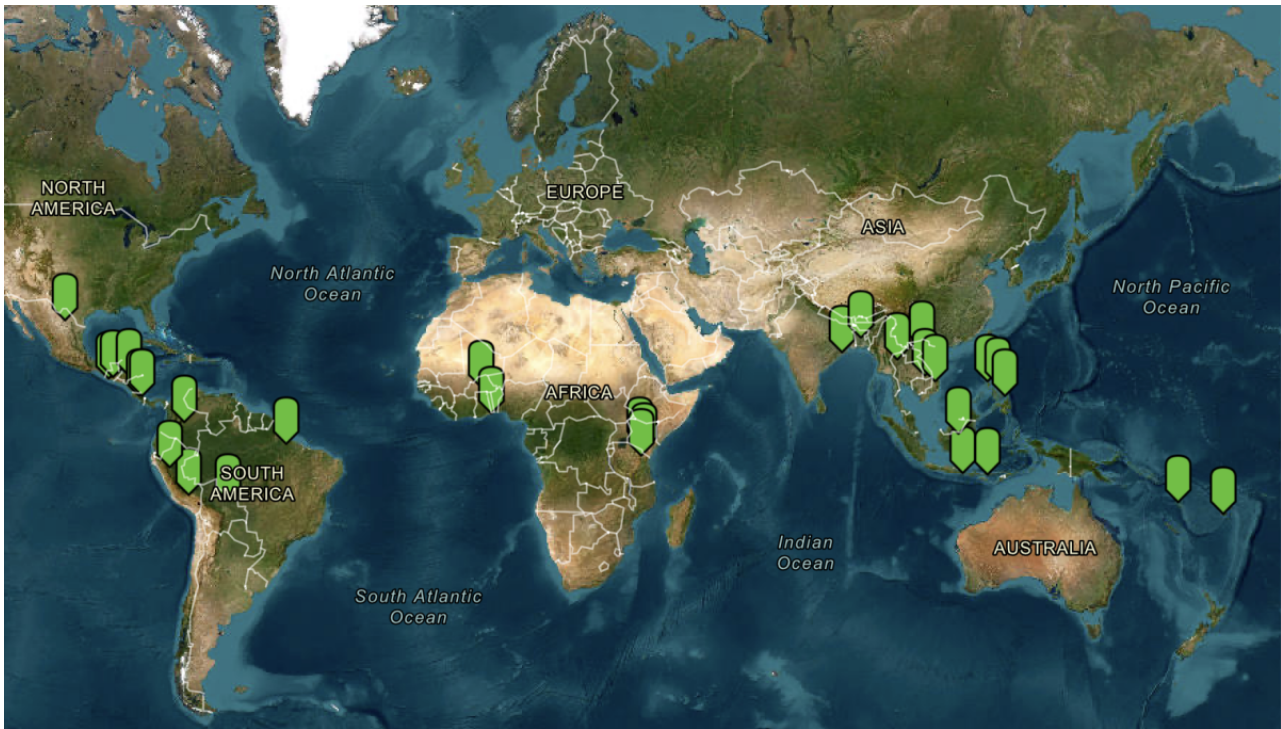 NORTH
AMERICA
EUROPE
ASIA
North Atlantic
Ocean
North Pacific
Ocean
AFRICA
SOUTH
AMERICA
Indian
Ocean
AUSTRALIA
South Atlantic
Ocean